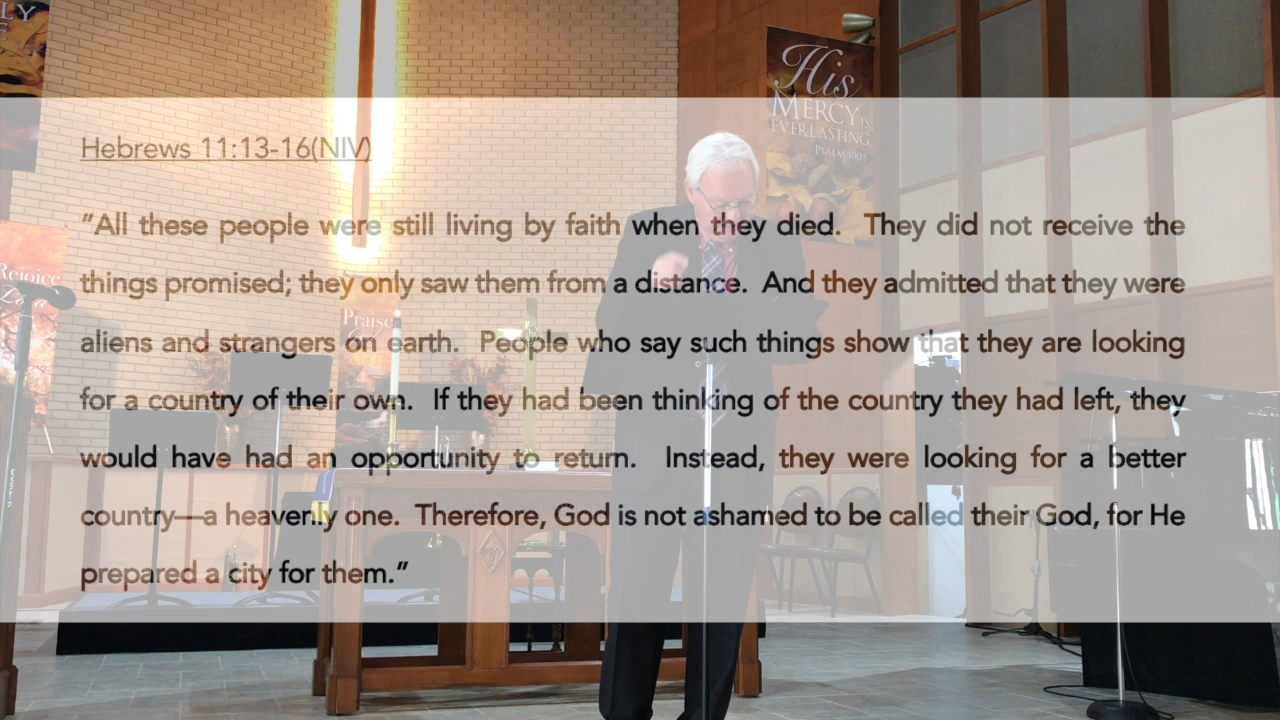 LY
His
MERCY IS
EVERLASTING
PSALM 100:5
Hebrews 11:13-16(NIV)
"All these people were still living by faith when they died. They did not receive the
things promised; they only saw them from a distance. And they admitted that they were
aliens and strangers on earth. People who say such things show that they are looking
for a country of their own. If they had been thinking of the country they had left, they
would have had an opportunity to return. Instead, they were looking for a better
country—a heavenly one. Therefore, God is not ashamed to be called their God, for He
prepared a city for them."
Rejoice
Praise